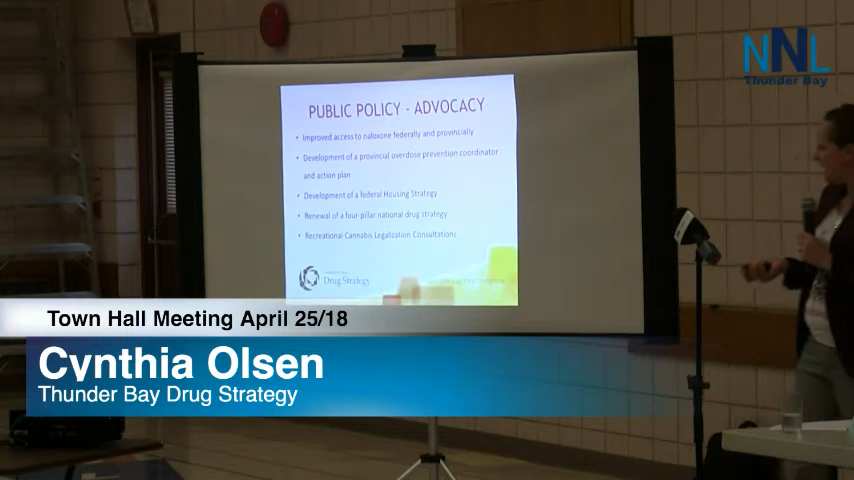 NNL
Thunder Bay
PUBLIC POLICY - ADVOCACY
• Improved access to naloxone federally and provincially
• Development of a provincial overdose prevention coordinator
and action plan
• Development of a federal Housing Strategy
• Renewal of a four-pillar national drug strategy
• Recreational Cannabis Legalization Consultations
Drug Strategy
Town Hall Meeting April 25/18
Cynthia Olsen
Thunder Bay Drug Strategy